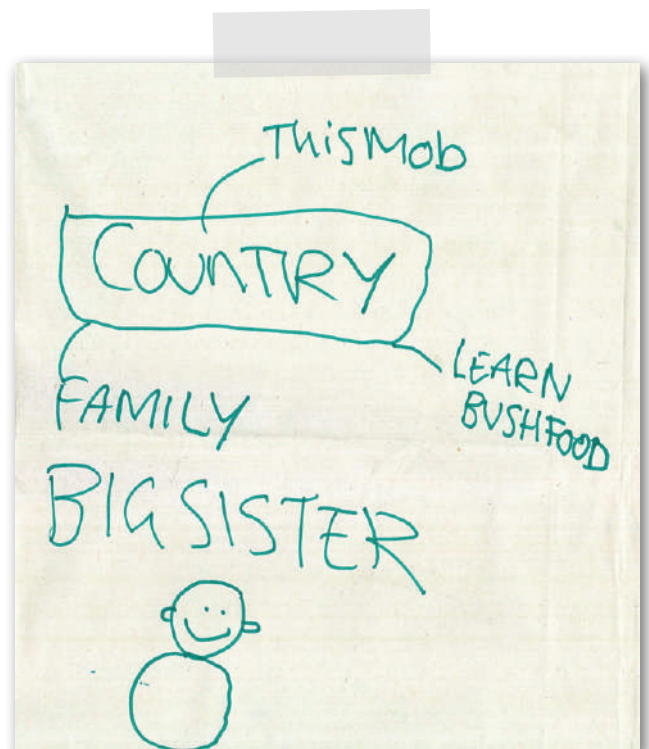 THiSMob
COUNTRY
LEARN
BUSHFOOD
FAMILY
BIG SISTER